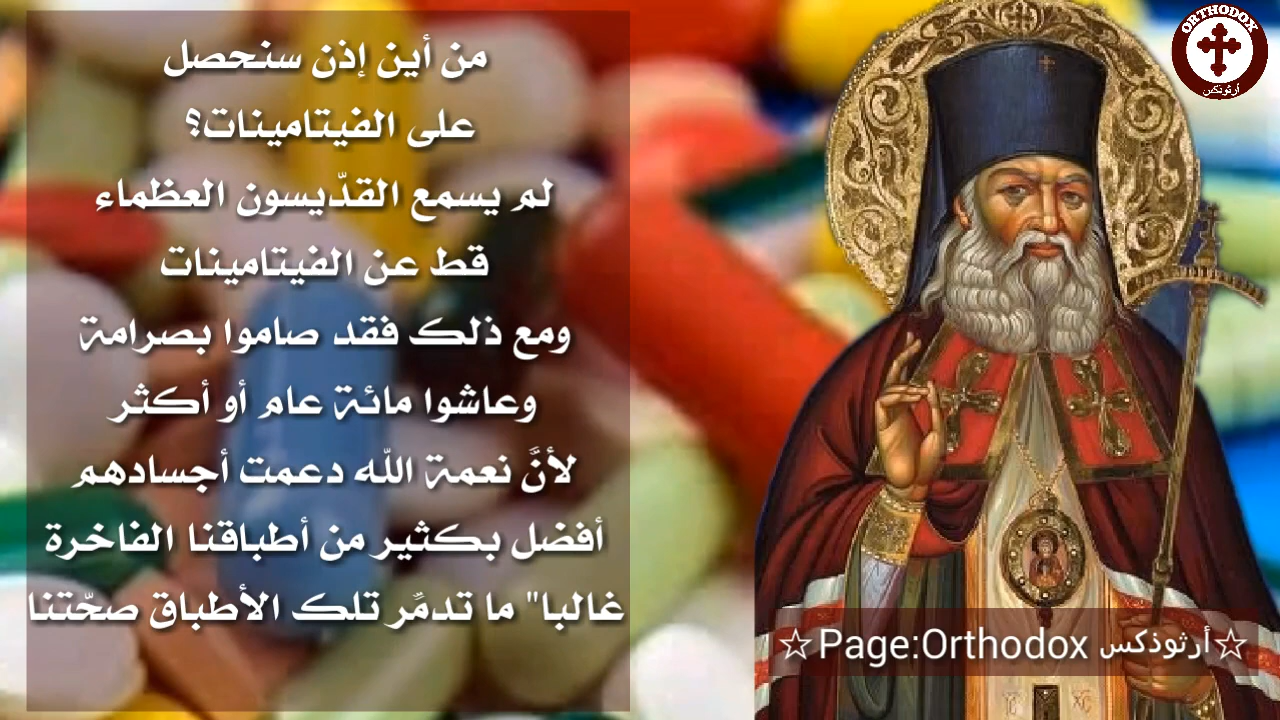 من أين إذن سنحصل
على الفيتامينات؟
لم يسمع القدّيسون العظماء
قط عن الفيتامينات
ومع ذلك فقد صاموا بصرامة
وعاشوا مائة عام أو أكثر
لأنَّ نعمة الله دعمت أجسادهم
أفضل بكثير من أطباقنا الفاخرة
غالبا" ما تدمِّر تلك الأطباق صحّتنا
ORTHODOX
أرثوذكس
☆Page:Orthodox أرثوذكس☆
IC XC